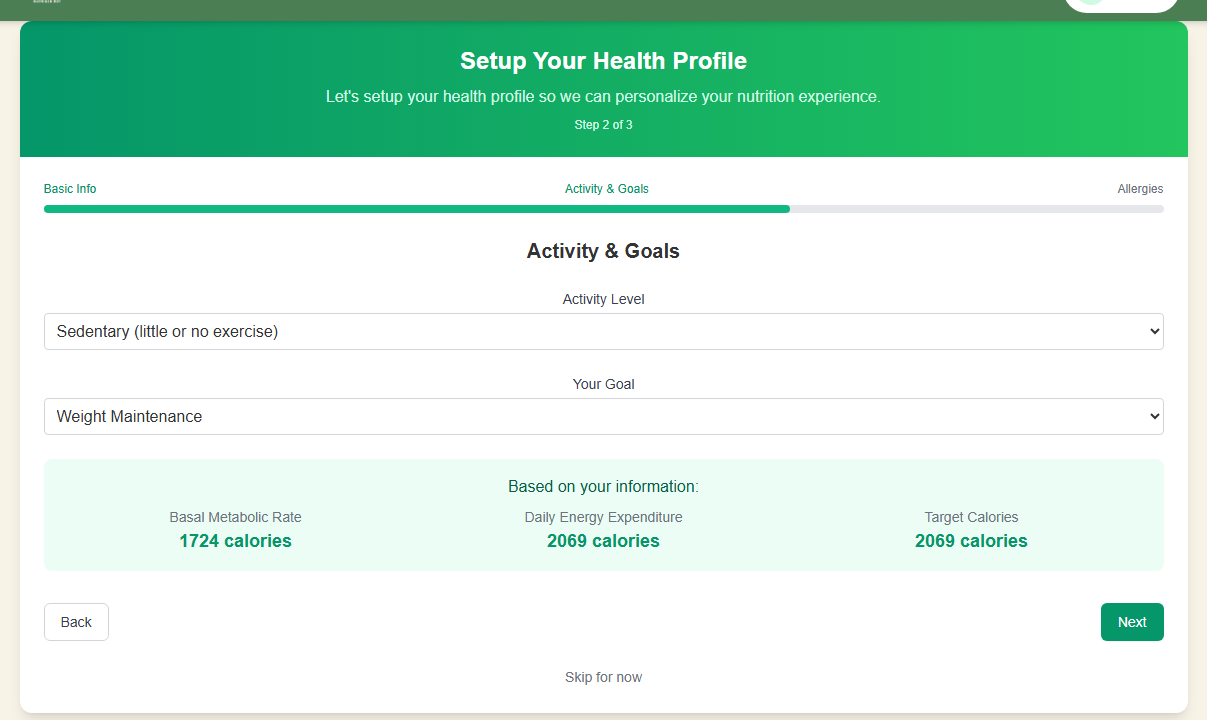 Setup Your Health Profile
Let's setup your health profile so we can personalize your nutrition experience.
Step 2 of 3
Basic Info Activity & Goals Allergies
Activity & Goals
Activity Level
Sedentary (little or no exercise)
Your Goal
Weight Maintenance
Based on your information:
Basal Metabolic Rate Daily Energy Expenditure Target Calories
1724 calories 2069 calories 2069 calories
Back Next
Skip for now